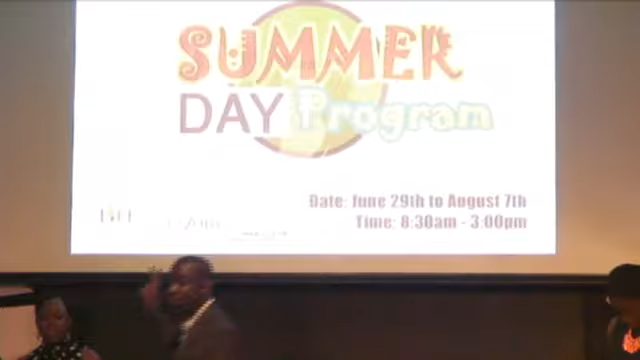 SUMMER
DAY Program
Date: June 29th to August 7th
Time: 8:30am - 3:00pm